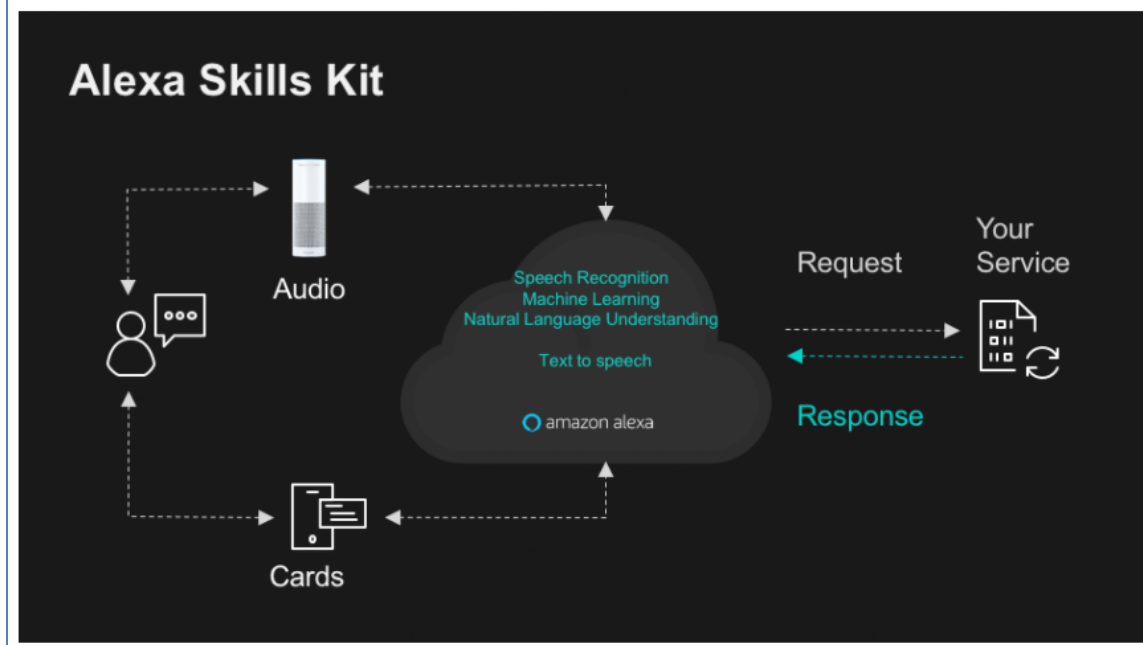 Alexa Skills Kit
Audio
Speech Recognition
Machine Learning
Natural Language Understanding
Text to speech
amazon alexa
Request
Your
Service
Response
Cards